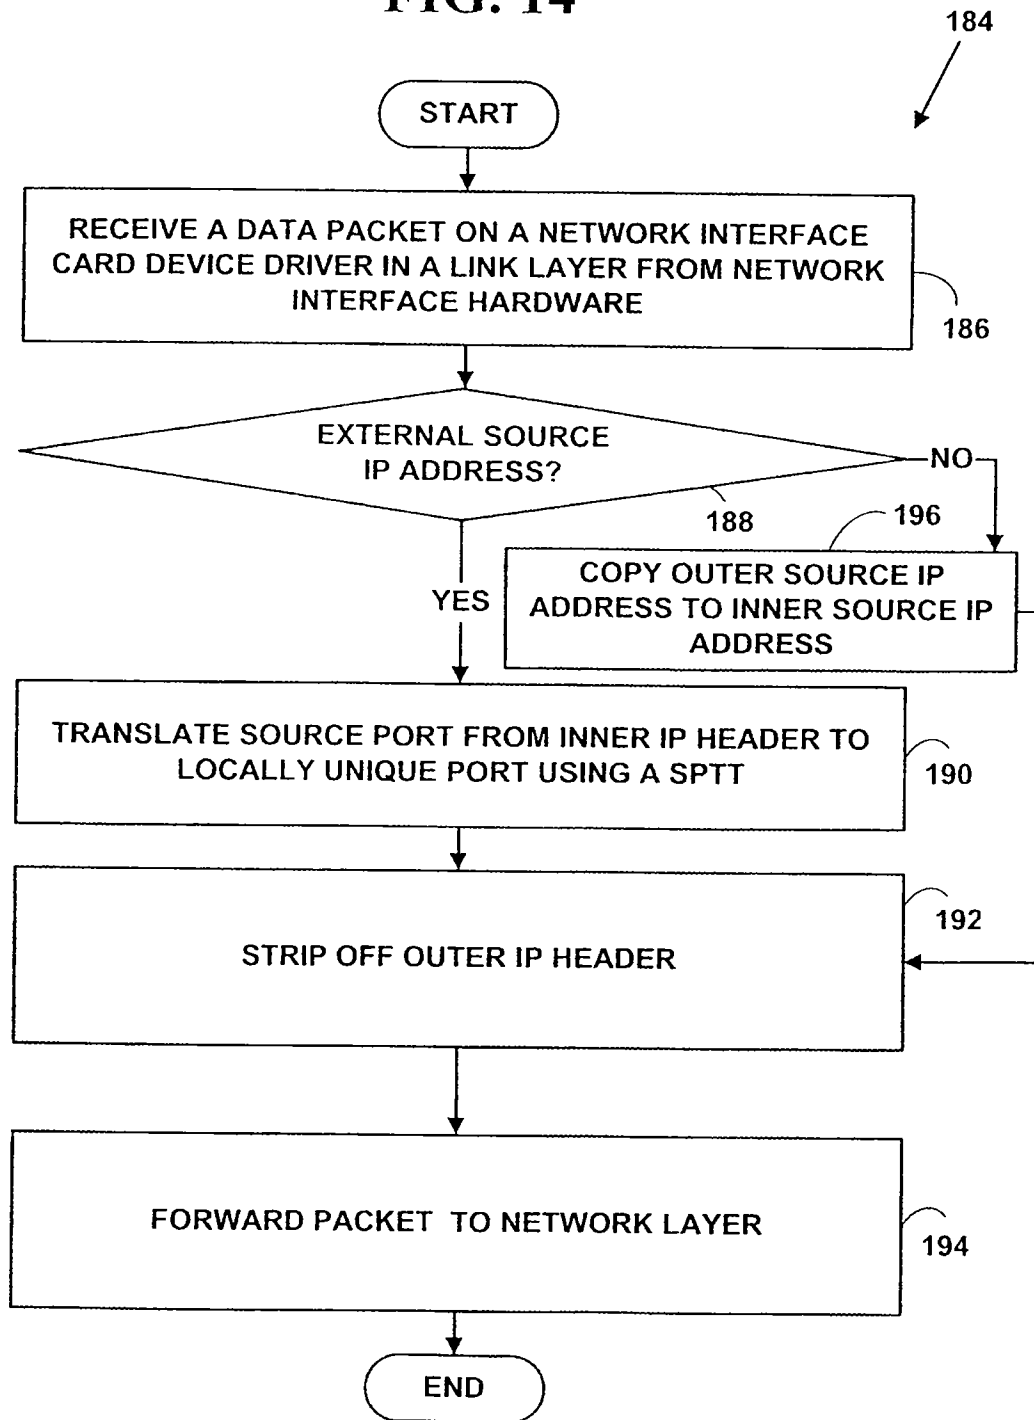 FIG. 14
184
START
RECEIVE A DATA PACKET ON A NETWORK INTERFACE
CARD DEVICE DRIVER IN A LINK LAYER FROM NETWORK
INTERFACE HARDWARE
186
EXTERNAL SOURCE
IP ADDRESS?
NO
188
196
YES
COPY OUTER SOURCE IP
ADDRESS TO INNER SOURCE IP
ADDRESS
TRANSLATE SOURCE PORT FROM INNER IP HEADER TO
LOCALLY UNIQUE PORT USING A SPTT
190
192
STRIP OFF OUTER IP HEADER
FORWARD PACKET TO NETWORK LAYER
194
END